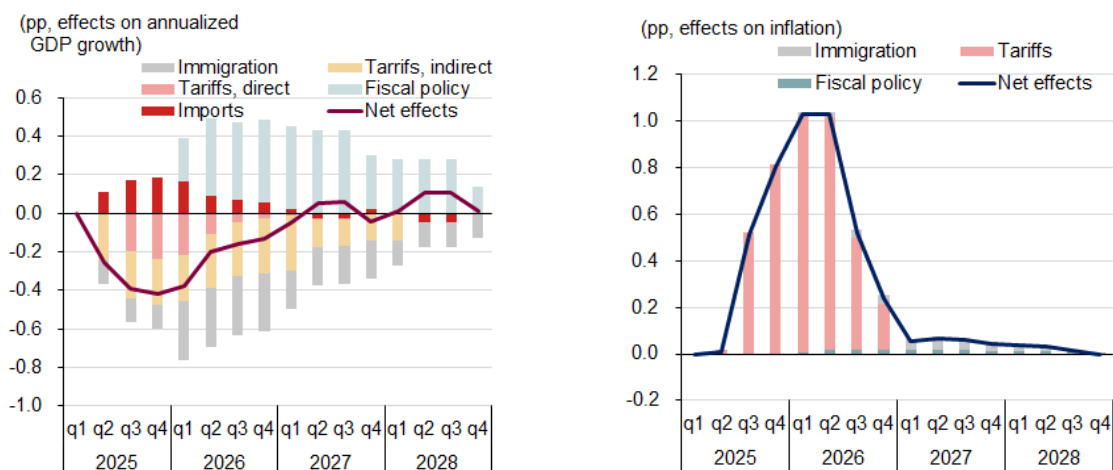 (pp, effects on annualized
GDP growth)
Immigration Tarrifs, indirect
Tariffs, direct Fiscal policy
Imports Net effects
0.6
0.4
0.2
0.0
-0.2
-0.4
-0.6
-0.8
-1.0
q1 q2 q3 q4 q1 q2 q3 q4 q1 q2 q3 q4 q1 q2 q3 q4
2025 2026 2027 2028
(pp, effects on inflation)
Immigration Tariffs
Fiscal policy Net effects
1.2
1.0
0.8
0.6
0.4
0.2
0.0
-0.2
q1 q2 q3 q4 q1 q2 q3 q4 q1 q2 q3 q4 q1 q2 q3 q4
2025 2026 2027 2028